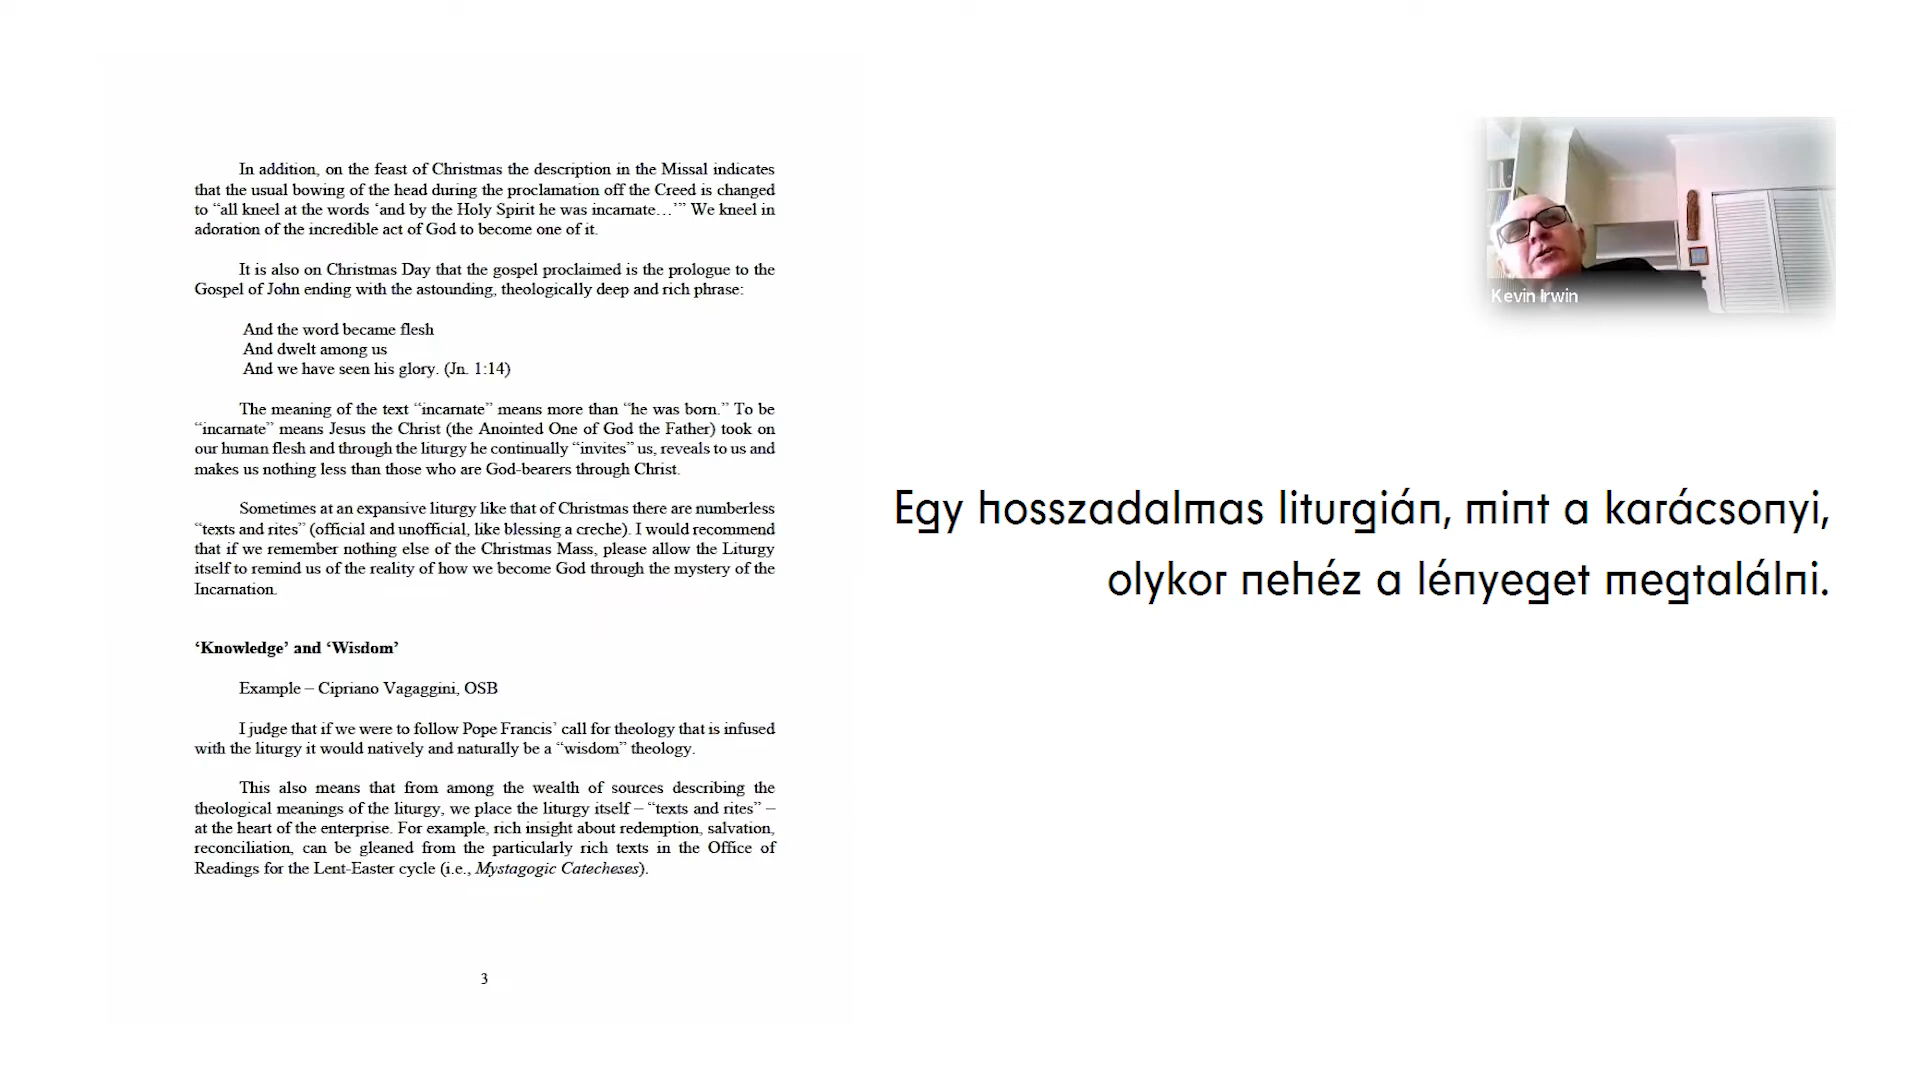 In addition, on the feast of Christmas the description in the Missal indicates
that the usual bowing of the head during the proclamation off the Creed is changed
to “all kneel at the words ‘and by the Holy Spirit he was incarnate…’” We kneel in
adoration of the incredible act of God to become one of it.
It is also on Christmas Day that the gospel proclaimed is the prologue to the
Gospel of John ending with the astounding, theologically deep and rich phrase:
And the word became flesh
And dwelt among us
And we have seen his glory. (Jn. 1:14)
The meaning of the text “incarnate” means more than “he was born.” To be
“incarnate” means Jesus the Christ (the Anointed One of God the Father) took on
our human flesh and through the liturgy he continually “invites” us, reveals to us and
makes us nothing less than those who are God-bearers through Christ.
Sometimes at an expansive liturgy like that of Christmas there are numberless
“texts and rites” (official and unofficial, like blessing a creche). I would recommend
that if we remember nothing else of the Christmas Mass, please allow the Liturgy
itself to remind us of the reality of how we become God through the mystery of the
Incarnation.
‘Knowledge’ and ‘Wisdom’
Example – Cipriano Vagaggini, OSB
I judge that if we were to follow Pope Francis’ call for theology that is infused
with the liturgy it would natively and naturally be a “wisdom” theology.
This also means that from among the wealth of sources describing the
theological meanings of the liturgy, we place the liturgy itself – “texts and rites” –
at the heart of the enterprise. For example, rich insight about redemption, salvation,
reconciliation, can be gleaned from the particularly rich texts in the Office of
Readings for the Lent-Easter cycle (i.e., Mystagogic Catecheses).
3
Kevin Irwin
Egy hosszadalmas liturgián, mint a karácsonyi,
olykor nehéz a lényeget megtalálni.